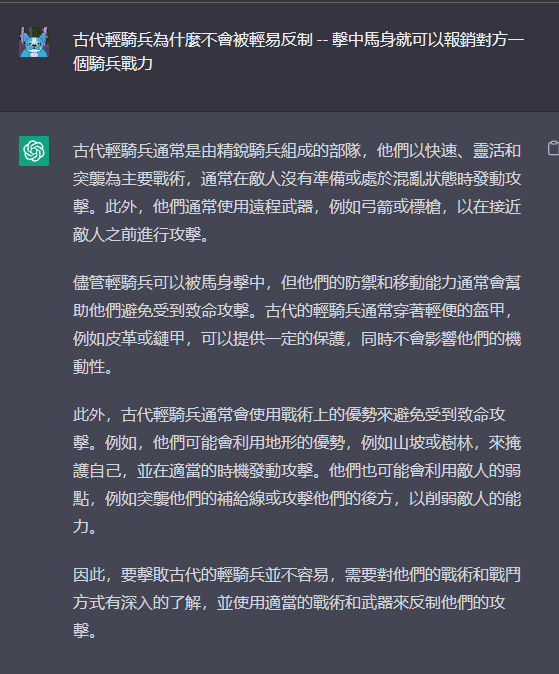 古代輕騎兵為什麼不會被輕易反制 -- 擊中馬身就可以報銷對方一
個騎兵戰力
古代輕騎兵通常是由精銳騎兵組成的部隊，他們以快速、靈活和
突襲為主要戰術，通常在敵人沒有準備或處於混亂狀態時發動攻
擊。此外，他們通常使用遠程武器，例如弓箭或標槍，以在接近
敵人之前進行攻擊。
儘管輕騎兵可以被馬身擊中，但他們的防禦和移動能力通常會幫
助他們避免受到致命攻擊。古代的輕騎兵通常穿著輕便的盔甲，
例如皮革或鏈甲，可以提供一定的保護，同時不會影響他們的機
動性。
此外，古代輕騎兵通常會使用戰術上的優勢來避免受到致命攻
擊。例如，他們可能會利用地形的優勢，例如山坡或樹林，來掩
護自己，並在適當的時機發動攻擊。他們也可能會利用敵人的弱
點，例如突襲他們的補給線或攻擊他們的後方，以削弱敵人的能
力。
因此，要擊敗古代的輕騎兵並不容易，需要對他們的戰術和戰鬥
方式有深入的了解，並使用適當的戰術和武器來反制他們的攻
擊。